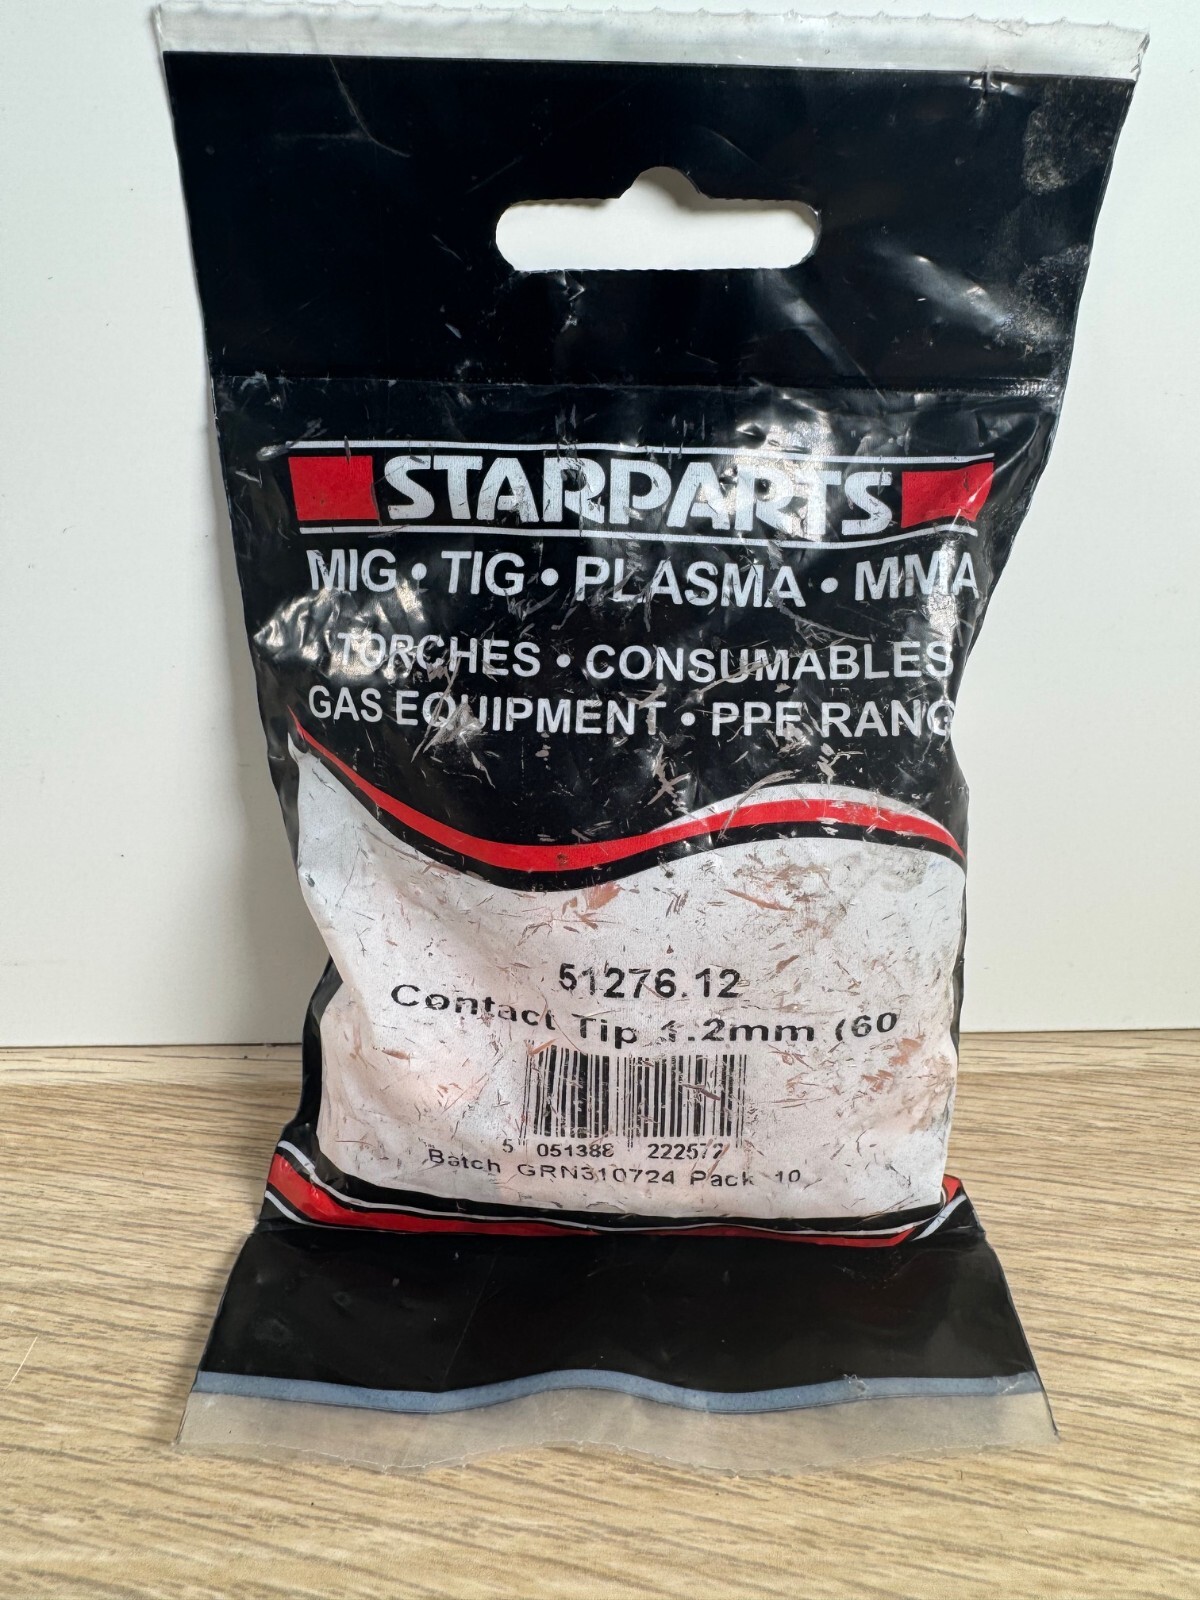 STARPARTS
MIG • TIG • PLASMA • MMA
TORCHES • CONSUMABLES
GAS EQUIPMENT • PPE RANG
51276.12
Contact Tip 1.2mm (60
5 051388 222572
Batch GRN310724 Pack 10